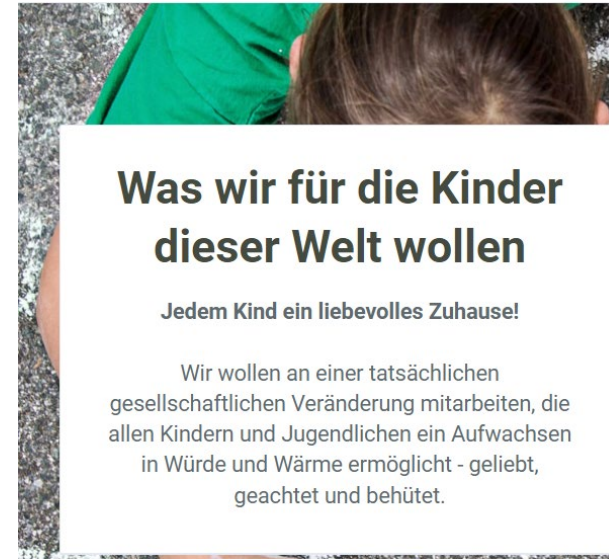 Was wir für die Kinder
dieser Welt wollen
Jedem Kind ein liebevolles Zuhause!
Wir wollen an einer tatsächlichen
gesellschaftlichen Veränderung mitarbeiten, die
allen Kindern und Jugendlichen ein Aufwachsen
in Würde und Wärme ermöglicht - geliebt,
geachtet und behütet.